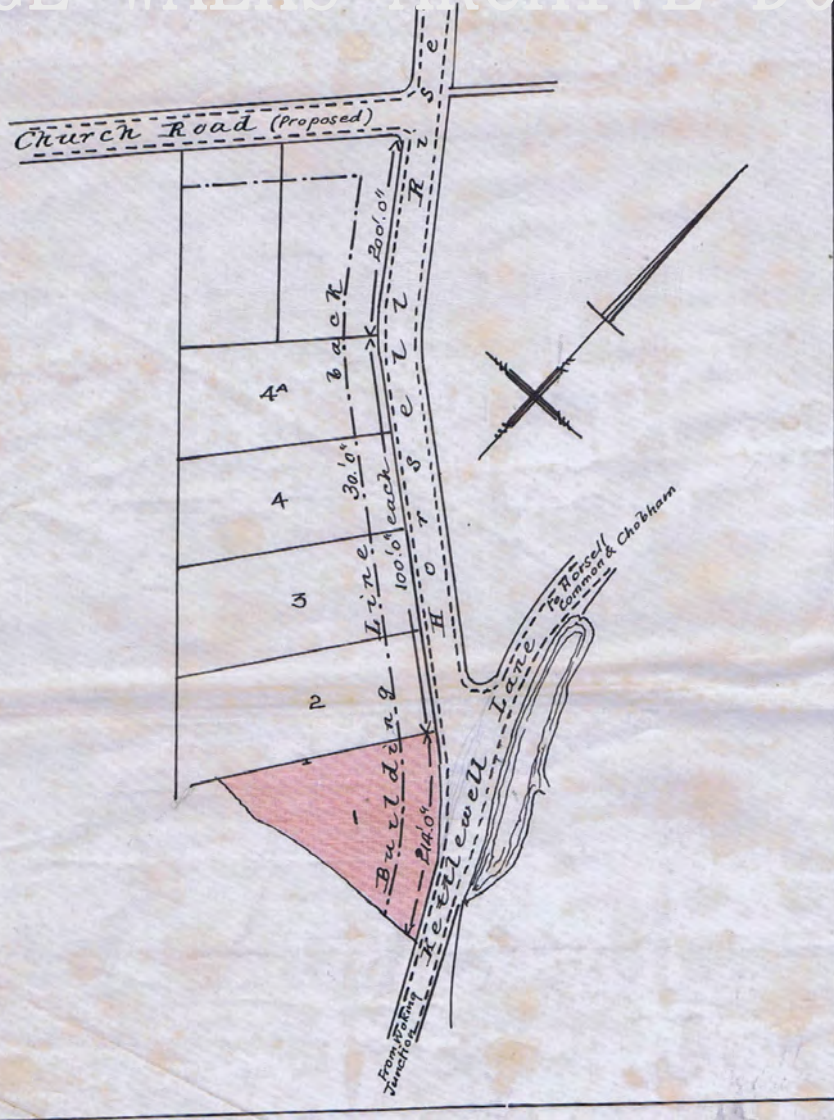 Church Road (Proposed)
Horsell Rise
200'.0"
4ᴬ
4
3
2
1
Building Line 30'.0" back
100'.0" each
214'.0"
Kettlewell Lane
To Horsell
Common & Chobham
From Woking
Junction